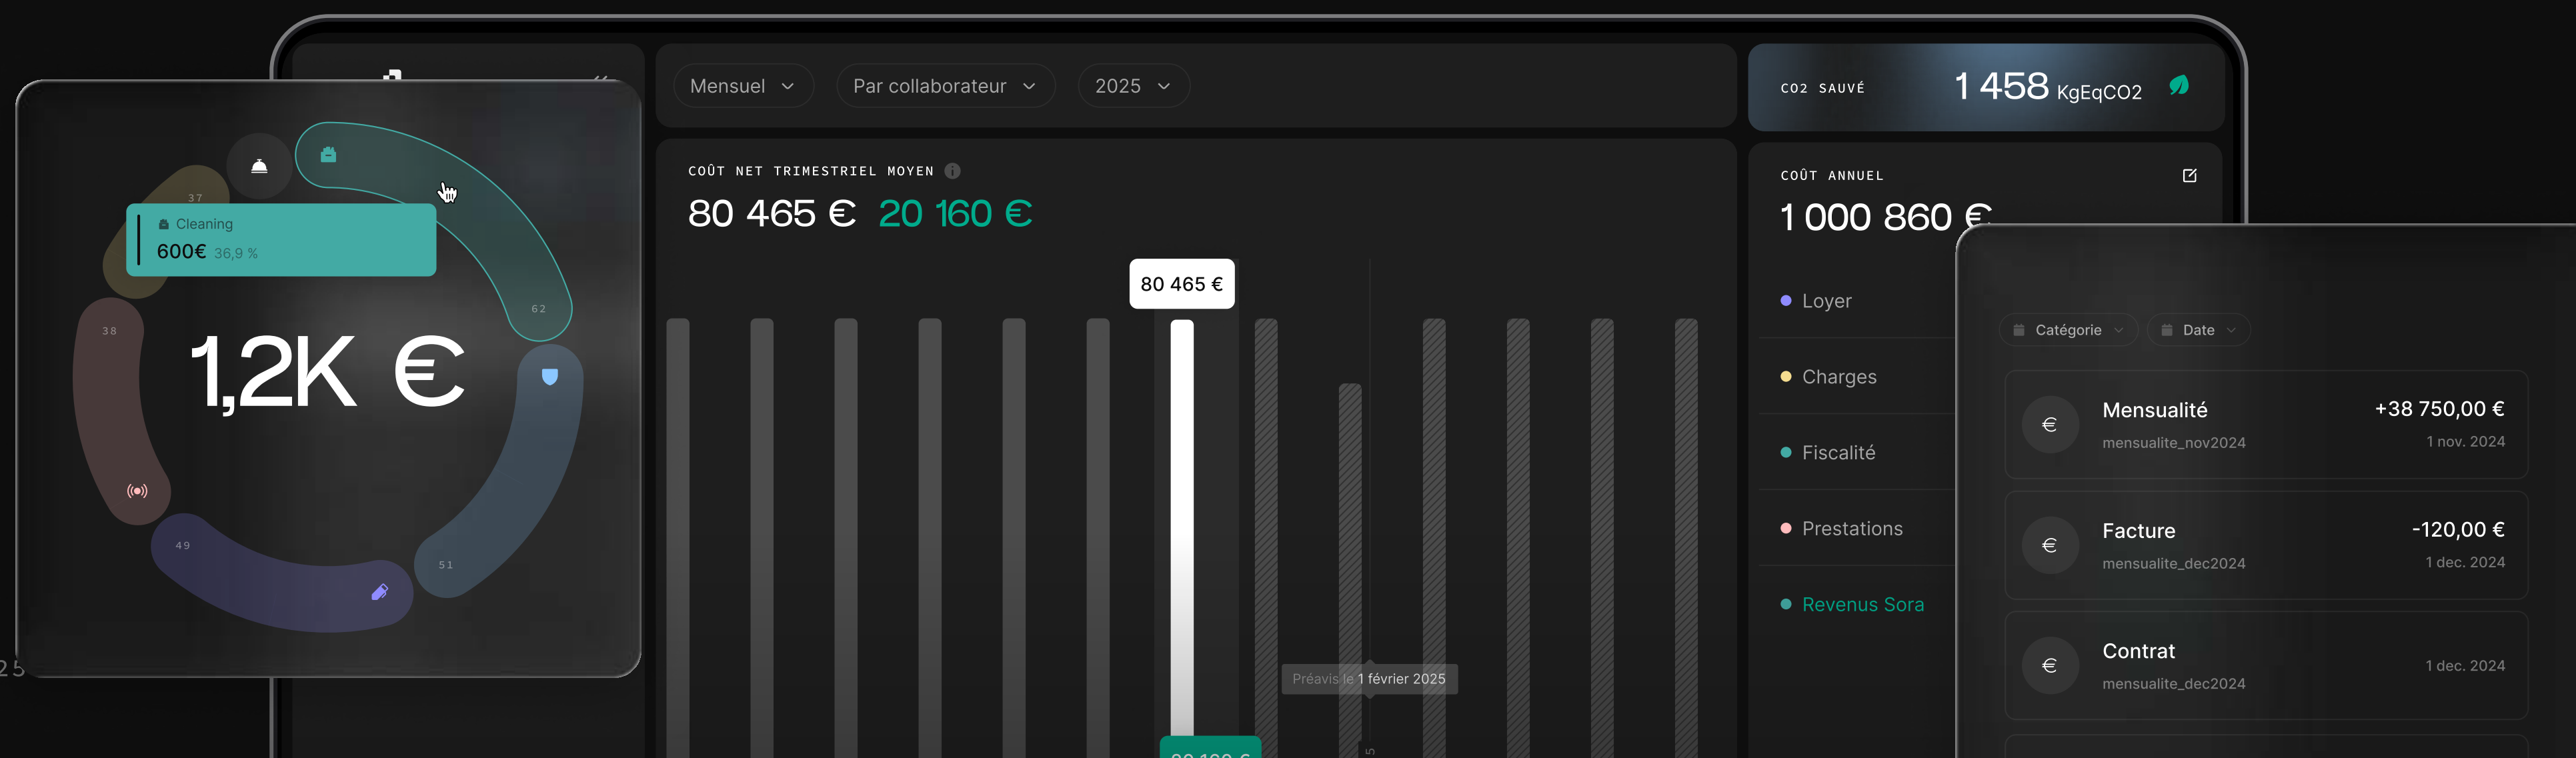 Mensuel
Par collaborateur
2025
CO2 SAUVÉ
1 458 KgEqCO2
COÛT NET TRIMESTRIEL MOYEN
80 465 € 20 160 €
80 465 €
Préavis le 1 février 2025
5
COÛT ANNUEL
1 000 860 €
Loyer
Charges
Fiscalité
Prestations
Revenus Sora
37
Cleaning
600€ 36,9 %
62
38
1,2K €
49
51
25
Catégorie
Date
Mensualité
+38 750,00 €
mensualite_nov2024
1 nov. 2024
Facture
-120,00 €
mensualite_dec2024
1 dec. 2024
Contrat
mensualite_dec2024
1 dec. 2024